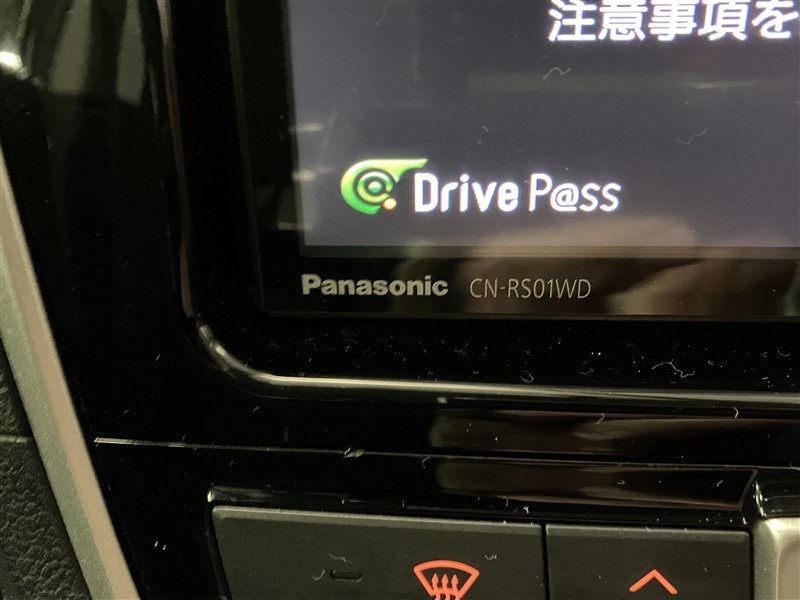 注意事項を
Drive P@ss
Panasonic CN-RS01WD